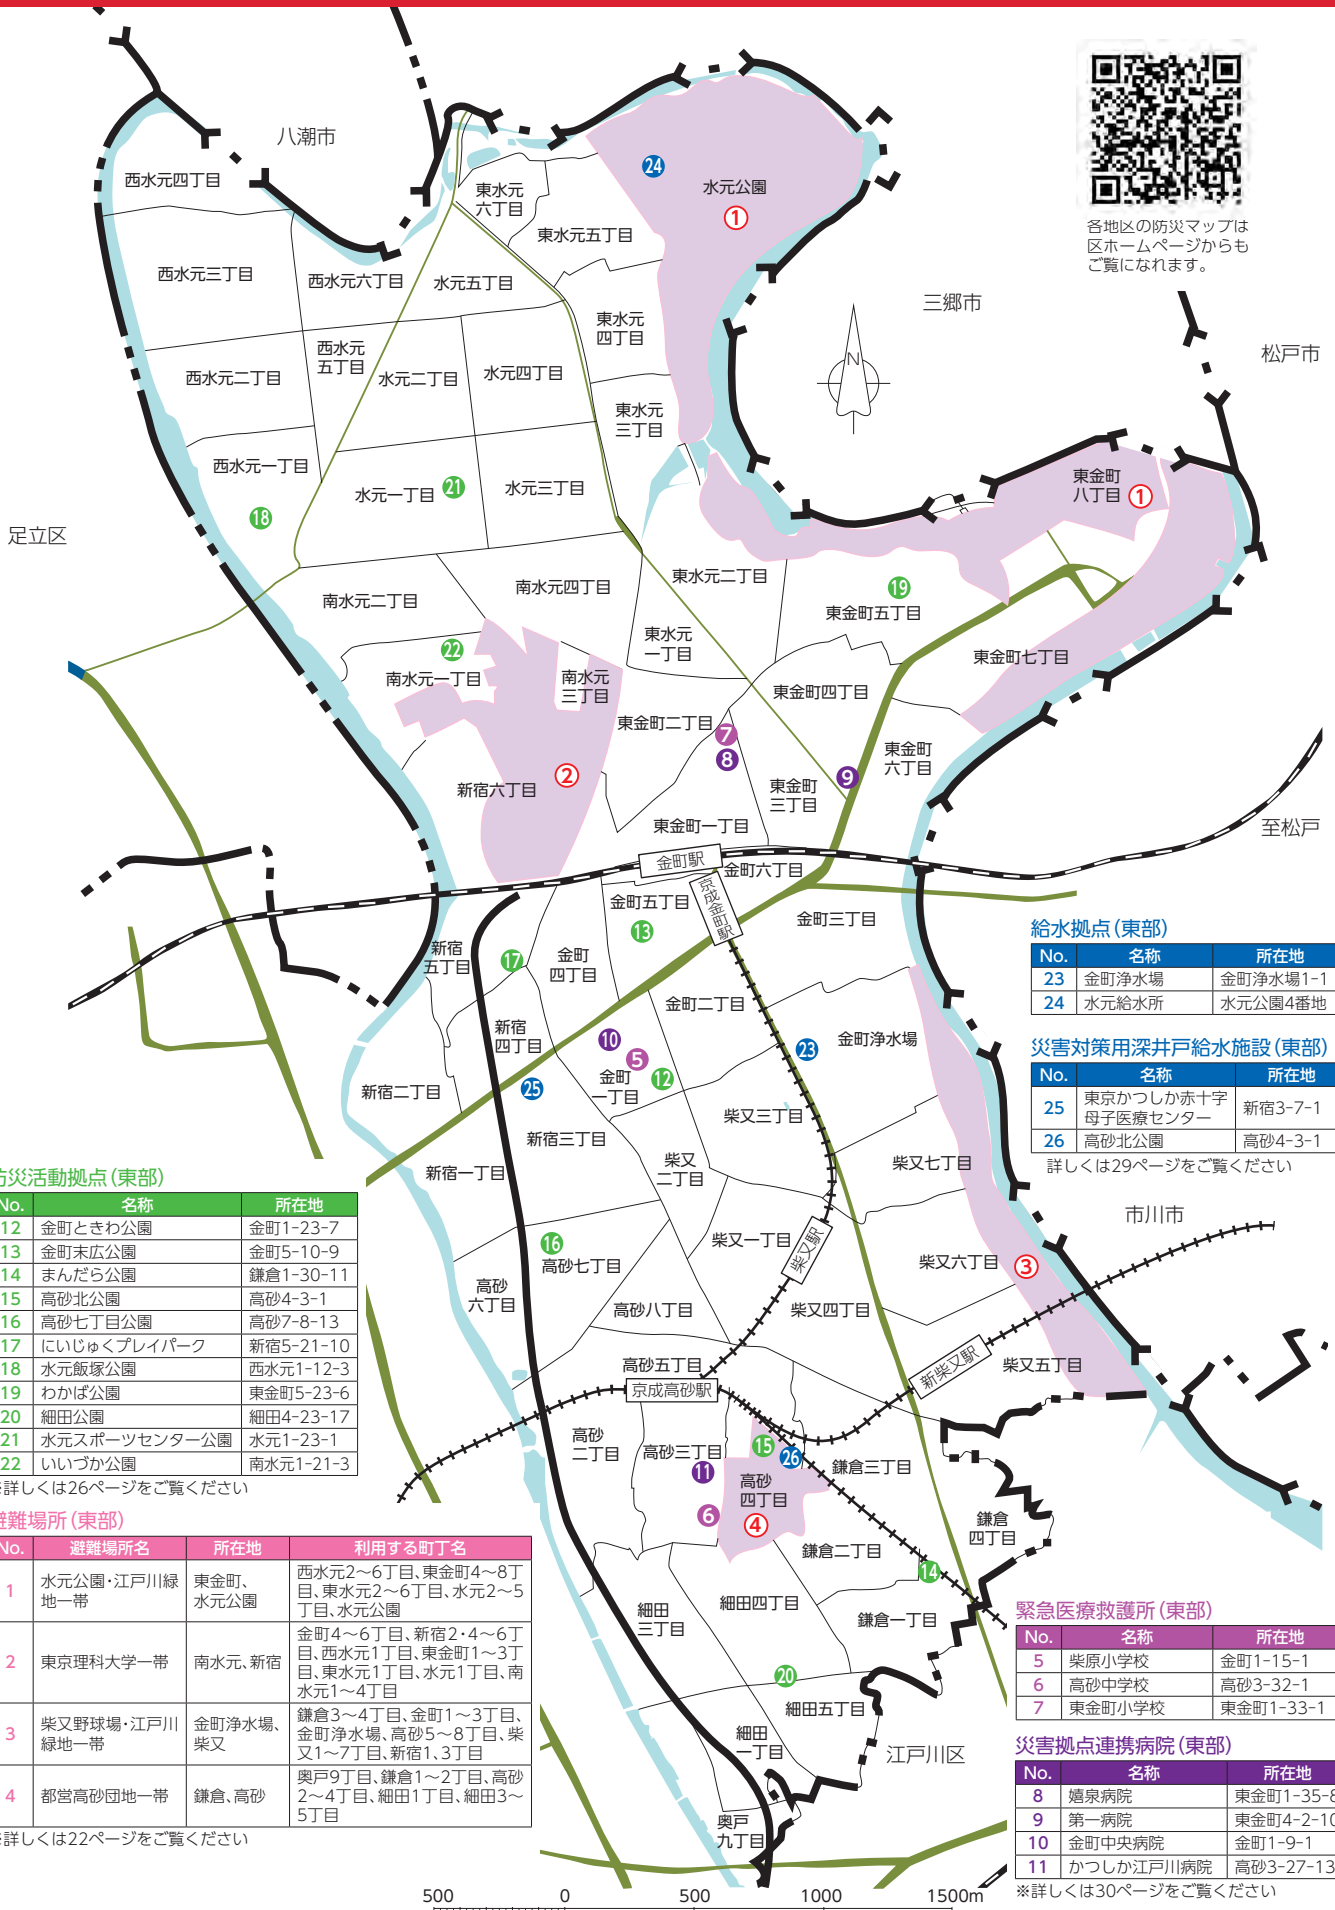 各地区の防災マップは
区ホームページからも
ご覧になれます。
八潮市
三郷市
松戸市
足立区
至松戸
市川市
江戸川区
N
西水元四丁目
西水元三丁目
西水元六丁目
水元五丁目
東水元
六丁目
東水元五丁目
24
水元公園
1
東水元
四丁目
西水元
五丁目
西水元二丁目
水元二丁目
水元四丁目
東水元
三丁目
西水元一丁目
18
水元一丁目
21
水元三丁目
東金町
八丁目
1
南水元二丁目
南水元四丁目
東水元二丁目
19
東金町五丁目
東水元
一丁目
22
南水元一丁目
南水元
三丁目
東金町七丁目
東金町四丁目
東金町二丁目
7
8
東金町
六丁目
2
新宿六丁目
9
東金町
三丁目
東金町一丁目
金町駅
金町六丁目
京成金町駅
金町五丁目
13
金町三丁目
新宿
五丁目
17
金町
四丁目
金町二丁目
新宿
四丁目
10
5
金町
一丁目
12
23
金町浄水場
25
新宿二丁目
柴又三丁目
新宿三丁目
柴又
二丁目
柴又七丁目
新宿一丁目
柴又一丁目
柴又駅
16
高砂七丁目
柴又六丁目
3
高砂
六丁目
高砂八丁目
柴又四丁目
高砂五丁目
新柴又駅
柴又五丁目
京成高砂駅
高砂
二丁目
高砂三丁目
11
15
26
鎌倉三丁目
高砂
四丁目
4
6
鎌倉
四丁目
鎌倉二丁目
14
細田
三丁目
細田四丁目
鎌倉一丁目
20
細田五丁目
細田
一丁目
奥戸
九丁目
給水拠点(東部)
No. 名称 所在地
23 金町浄水場 金町浄水場1-1
24 水元給水所 水元公園4番地
災害対策用深井戸給水施設(東部)
No. 名称 所在地
25 東京かつしか赤十字
母子医療センター 新宿3-7-1
26 高砂北公園 高砂4-3-1
詳しくは29ページをご覧ください
防災活動拠点(東部)
No. 名称 所在地
12 金町ときわ公園 金町1-23-7
13 金町末広公園 金町5-10-9
14 まんだら公園 鎌倉1-30-11
15 高砂北公園 高砂4-3-1
16 高砂七丁目公園 高砂7-8-13
17 にいじゅくプレイパーク 新宿5-21-10
18 水元飯塚公園 西水元1-12-3
19 わかば公園 東金町5-23-6
20 細田公園 細田4-23-17
21 水元スポーツセンター公園 水元1-23-1
22 いいづか公園 南水元1-21-3
※詳しくは26ページをご覧ください
避難場所(東部)
No. 避難場所名 所在地 利用する町丁名
1 水元公園・江戸川緑
地一帯 東金町、
水元公園 西水元2〜6丁目、東金町4〜8丁
目、東水元2〜6丁目、水元2〜5
丁目、水元公園
2 東京理科大学一帯 南水元、新宿 金町4〜6丁目、新宿2・4〜6丁
目、西水元1丁目、東金町1〜3丁
目、東水元1丁目、水元1丁目、南
水元1〜4丁目
3 柴又野球場・江戸川
緑地一帯 金町浄水場、
柴又 鎌倉3〜4丁目、金町1〜3丁目、
金町浄水場、高砂5〜8丁目、柴
又1〜7丁目、新宿1、3丁目
4 都営高砂団地一帯 鎌倉、高砂 奥戸9丁目、鎌倉1〜2丁目、高砂
2〜4丁目、細田1丁目、細田3〜
5丁目
※詳しくは22ページをご覧ください
緊急医療救護所(東部)
No. 名称 所在地
5 柴原小学校 金町1-15-1
6 高砂中学校 高砂3-32-1
7 東金町小学校 東金町1-33-1
災害拠点連携病院(東部)
No. 名称 所在地
8 嬉泉病院 東金町1-35-8
9 第一病院 東金町4-2-10
10 金町中央病院 金町1-9-1
11 かつしか江戸川病院 高砂3-27-13
※詳しくは30ページをご覧ください
500 0 500 1000 1500m